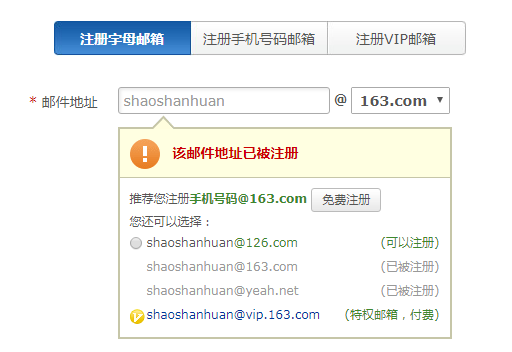 注册字母邮箱 注册手机号码邮箱 注册VIP邮箱
* 邮件地址 shaoshanhuan @ 163.com
该邮件地址已被注册
推荐您注册手机号码@163.com 免费注册
您还可以选择：
shaoshanhuan@126.com (可以注册)
shaoshanhuan@163.com (已被注册)
shaoshanhuan@yeah.net (已被注册)
shaoshanhuan@vip.163.com (特权邮箱，付费)